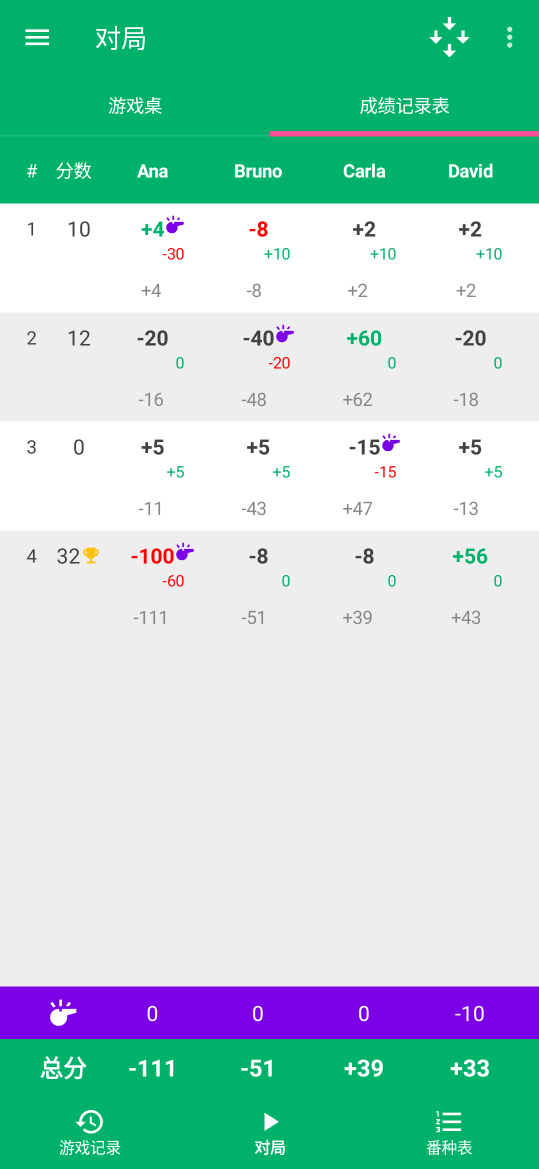 对局
游戏桌 成绩记录表
# 分数 Ana Bruno Carla David
1 10 +4 -8 +2 +2
-30 +10 +10 +10
+4 -8 +2 +2
2 12 -20 -40 +60 -20
0 -20 0 0
-16 -48 +62 -18
3 0 +5 +5 -15 +5
+5 +5 -15 +5
-11 -43 +47 -13
4 32 -100 -8 -8 +56
-60 0 0 0
-111 -51 +39 +43
0 0 0 -10
总分 -111 -51 +39 +33
游戏记录 对局 番种表